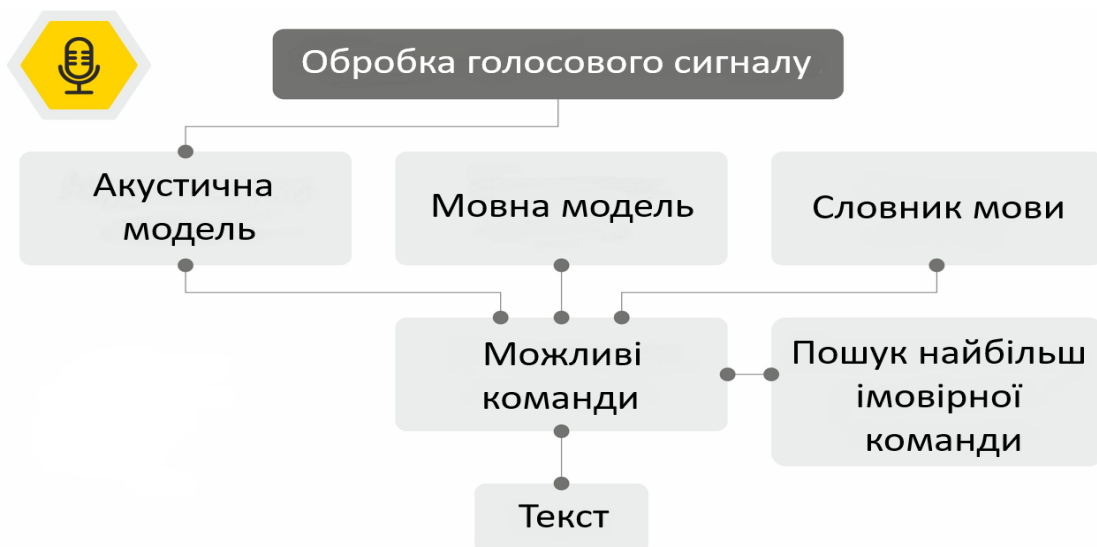 Обробка голосового сигналу
Акустична
модель
Мовна модель
Словник мови
Можливі
команди
Пошук найбільш
імовірної
команди
Текст